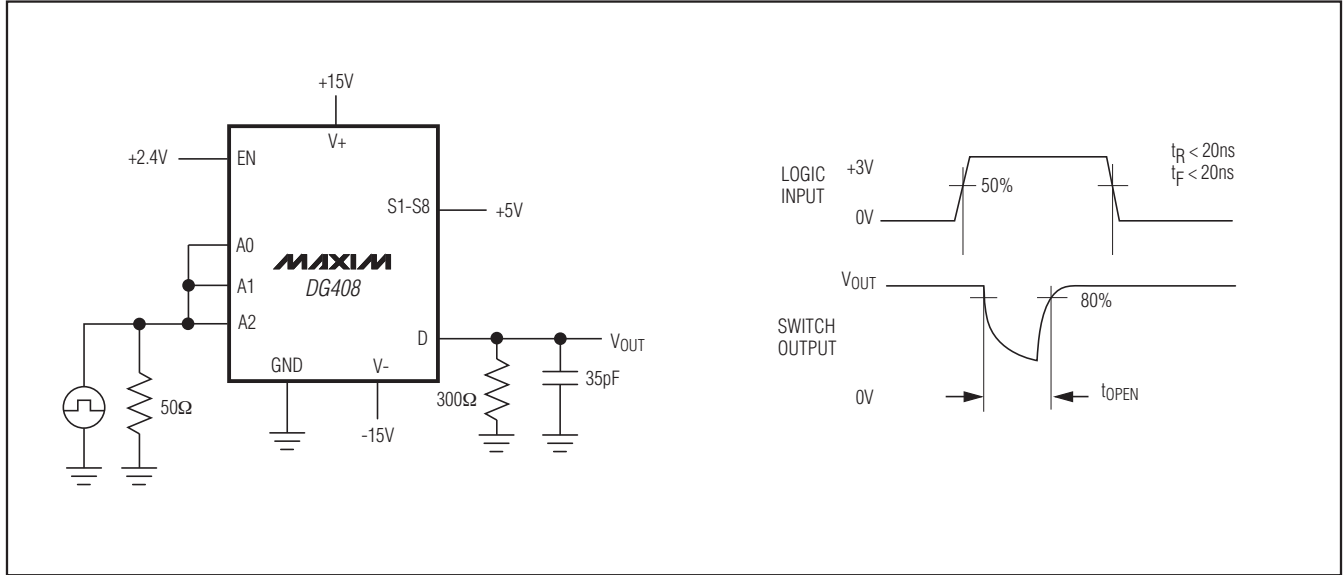 +15V
V+
+2.4V
EN
S1-S8
+5V
A0
MAXIM
A1
DG408
A2
D
VOUT
GND
V-
50Ω
300Ω
35pF
-15V
LOGIC
INPUT
+3V
50%
0V
tR < 20ns
tF < 20ns
VOUT
80%
SWITCH
OUTPUT
0V
tOPEN